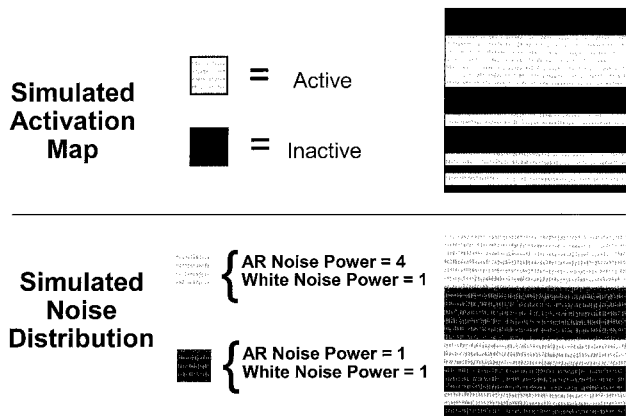 Simulated
Activation
Map
= Active
= Inactive
Simulated
Noise
Distribution
{ AR Noise Power = 4
White Noise Power = 1
{ AR Noise Power = 1
White Noise Power = 1